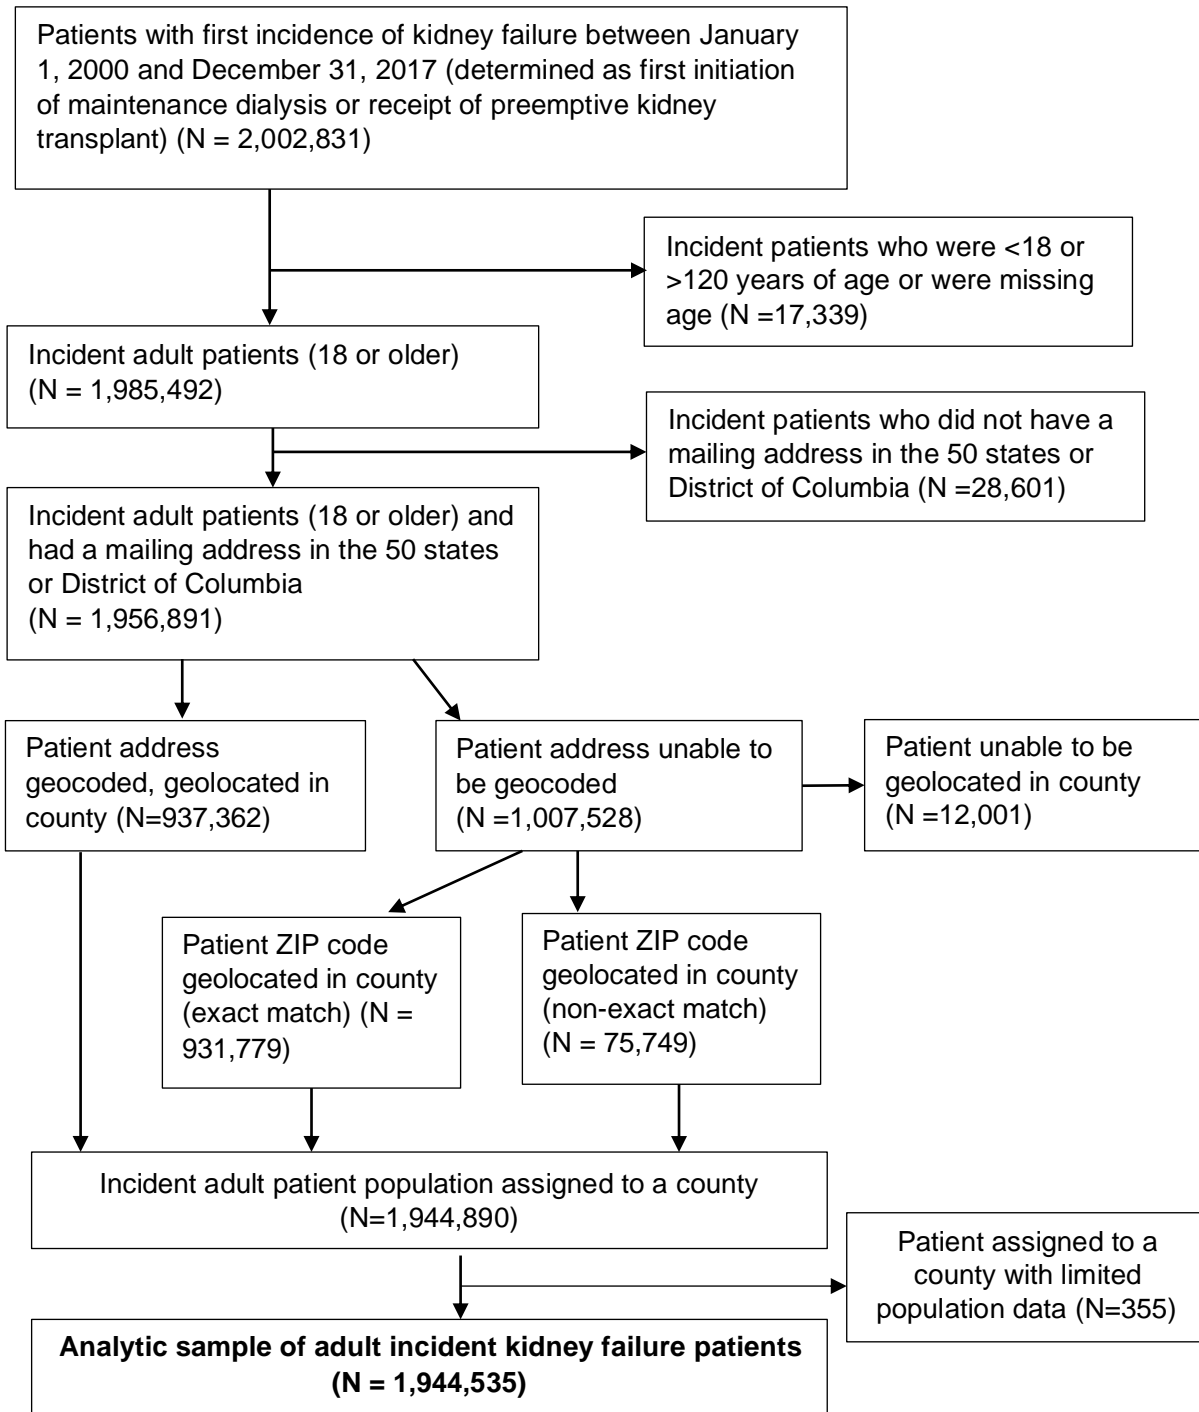 Patients with first incidence of kidney failure between January
1, 2000 and December 31, 2017 (determined as first initiation
of maintenance dialysis or receipt of preemptive kidney
transplant) (N = 2,002,831)
Incident patients who were <18 or
>120 years of age or were missing
age (N =17,339)
Incident adult patients (18 or older)
(N = 1,985,492)
Incident patients who did not have a
mailing address in the 50 states or
District of Columbia (N =28,601)
Incident adult patients (18 or older) and
had a mailing address in the 50 states
or District of Columbia
(N = 1,956,891)
Patient address
geocoded, geolocated in
county (N=937,362)
Patient address unable to
be geocoded
(N =1,007,528)
Patient unable to be
geolocated in county
(N =12,001)
Patient ZIP code
geolocated in county
(exact match) (N =
931,779)
Patient ZIP code
geolocated in county
(non-exact match)
(N = 75,749)
Incident adult patient population assigned to a county
(N=1,944,890)
Patient assigned to a
county with limited
population data (N=355)
Analytic sample of adult incident kidney failure patients
(N = 1,944,535)